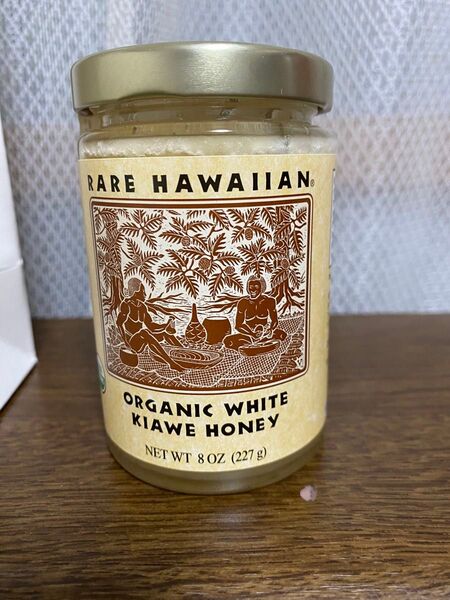 RARE HAWAIIAN®
ORGANIC WHITE
KIAWE HONEY
NET WT 8 OZ (227 g)